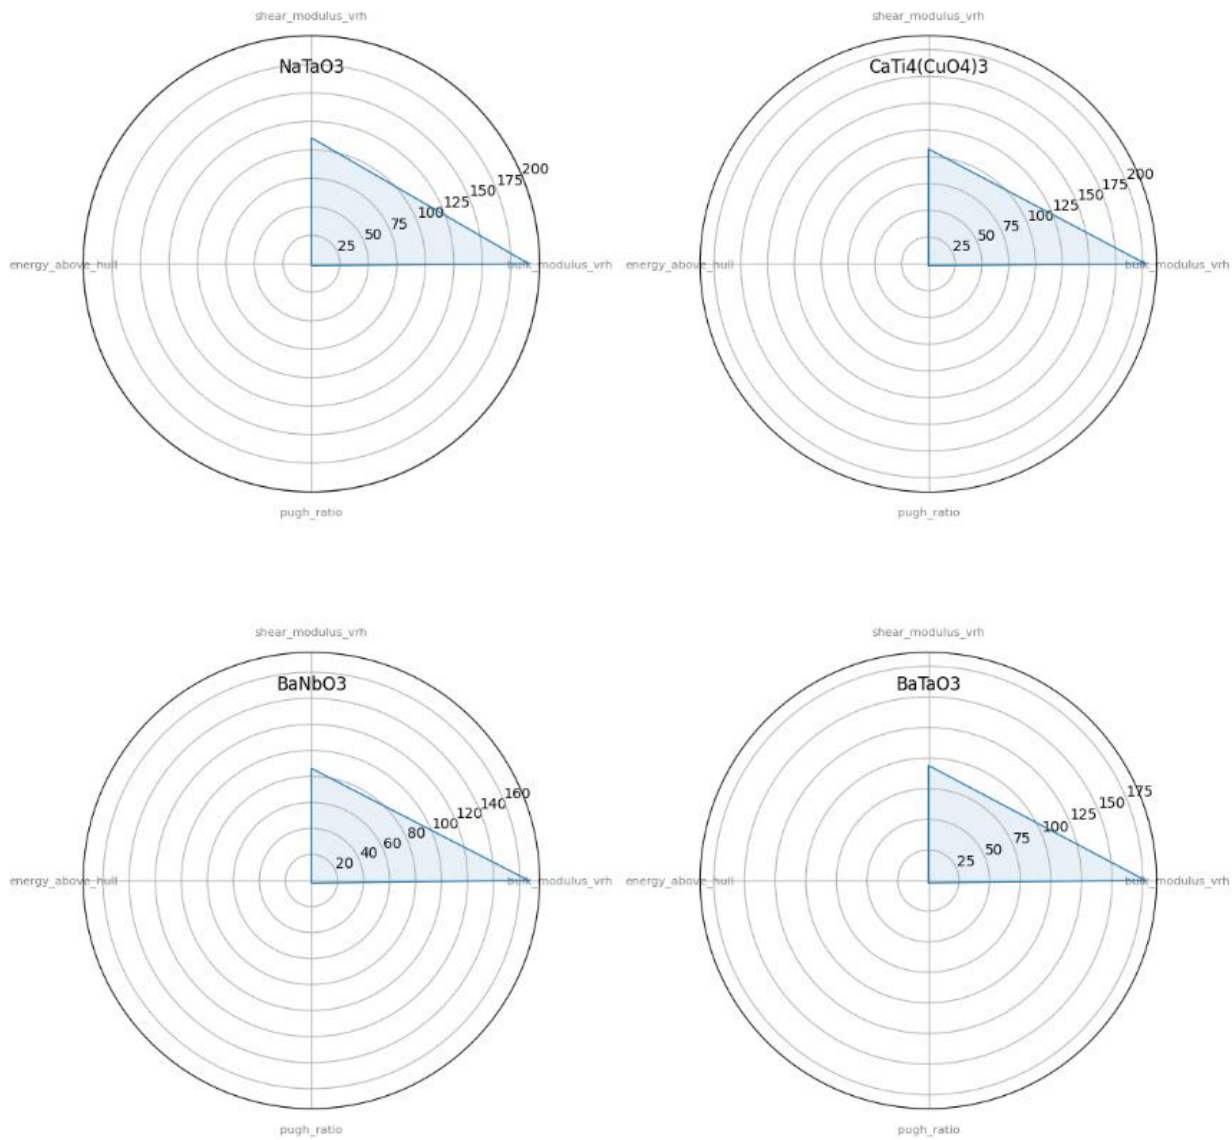 shear_modulus_vrh
NaTaO3
200
175
150
125
100
75
50
25
energy_above_hull
bulk_modulus_vrh
pugh_ratio
shear_modulus_vrh
CaTi4(CuO4)3
200
175
150
125
100
75
50
25
energy_above_hull
bulk_modulus_vrh
pugh_ratio
shear_modulus_vrh
BaNbO3
160
140
120
100
80
60
40
20
energy_above_hull
bulk_modulus_vrh
pugh_ratio
shear_modulus_vrh
BaTaO3
175
150
125
100
75
50
25
energy_above_hull
bulk_modulus_vrh
pugh_ratio